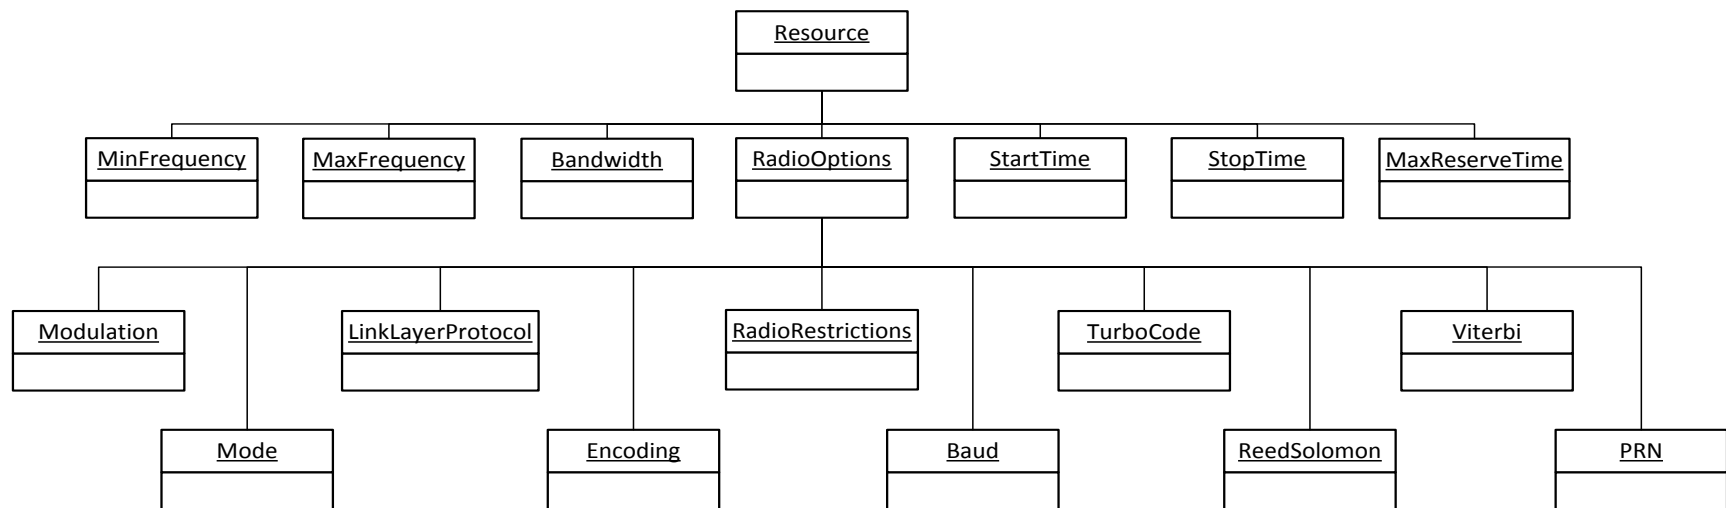 Resource
MinFrequency
MaxFrequency
Bandwidth
RadioOptions
StartTime
StopTime
MaxReserveTime
Modulation
LinkLayerProtocol
RadioRestrictions
TurboCode
Viterbi
Mode
Encoding
Baud
ReedSolomon
PRN